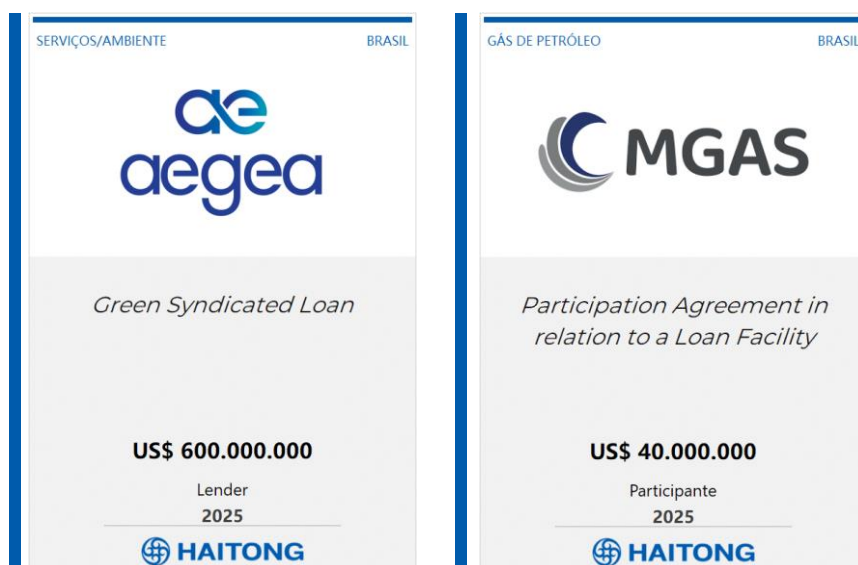 SERVIÇOS/AMBIENTE BRASIL
ae
aegea
Green Syndicated Loan
US$ 600.000.000
Lender
2025
HAITONG
GÁS DE PETRÓLEO BRASIL
MGAS
Participation Agreement in
relation to a Loan Facility
US$ 40.000.000
Participante
2025
HAITONG